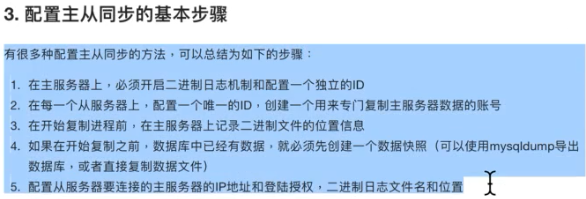 3. 配置主从同步的基本步骤
有很多种配置主从同步的方法，可以总结为如下的步骤：
1. 在主服务器上，必须开启二进制日志机制和配置一个独立的ID
2. 在每一个从服务器上，配置一个唯一的ID，创建一个用来专门复制主服务器数据的账号
3. 在开始复制进程前，在主服务器上记录二进制文件的位置信息
4. 如果在开始复制之前，数据库中已经有数据，就必须先创建一个数据快照（可以使用mysqldump导出
数据库，或者直接复制数据文件）
5. 配置从服务器要连接的主服务器的IP地址和登陆授权，二进制日志文件名和位置